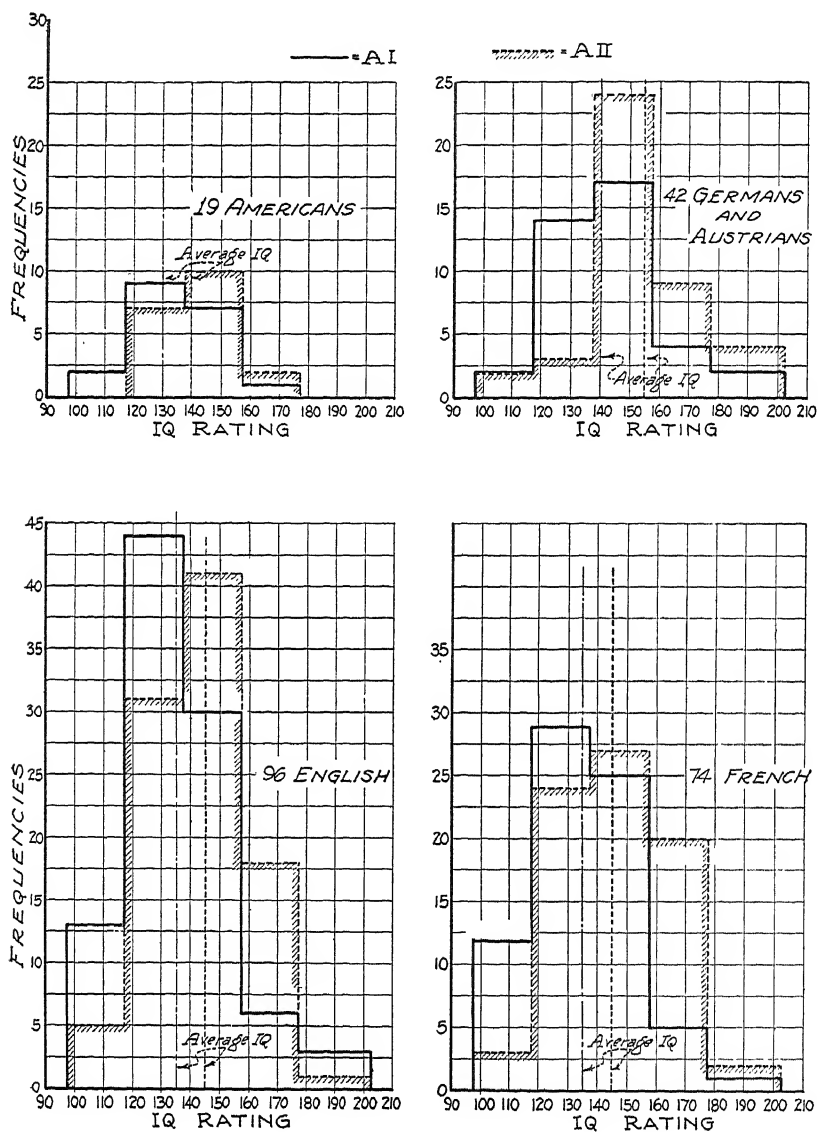 30
= A I
= A II
25
20
15
10
5
0
FREQUENCIES
19 AMERICANS
Average IQ
90 100 110 120 130 140 150 160 170 180 190 200 210
IQ RATING
25
20
15
10
5
0
42 GERMANS
AND
AUSTRIANS
Average IQ
90 100 110 120 130 140 150 160 170 180 190 200 210
IQ RATING
45
40
35
30
25
20
15
10
5
0
FREQUENCIES
96 ENGLISH
Average IQ
90 100 110 120 130 140 150 160 170 180 190 200 210
IQ RATING
35
30
25
20
15
10
5
0
74 FRENCH
Average IQ
90 100 110 120 130 140 150 160 170 180 190 200 210
IQ RATING